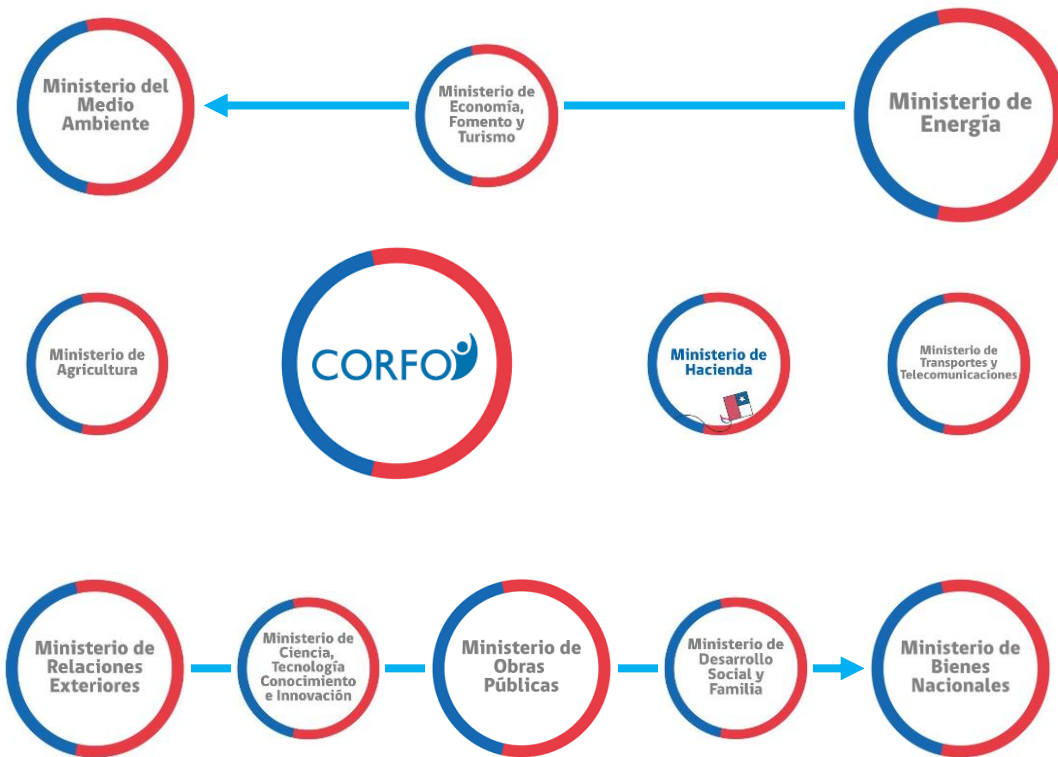 Ministerio del
Medio
Ambiente
Ministerio de
Economía,
Fomento y
Turismo
Ministerio de
Energía
Ministerio de
Agricultura
CORFO
Ministerio de
Hacienda
Ministerio de
Transportes y
Telecomunicaciones
Ministerio de
Relaciones
Exteriores
Ministerio de
Ciencia,
Tecnología
Conocimiento
e Innovación
Ministerio de
Obras
Públicas
Ministerio de
Desarrollo
Social y
Familia
Ministerio de
Bienes
Nacionales